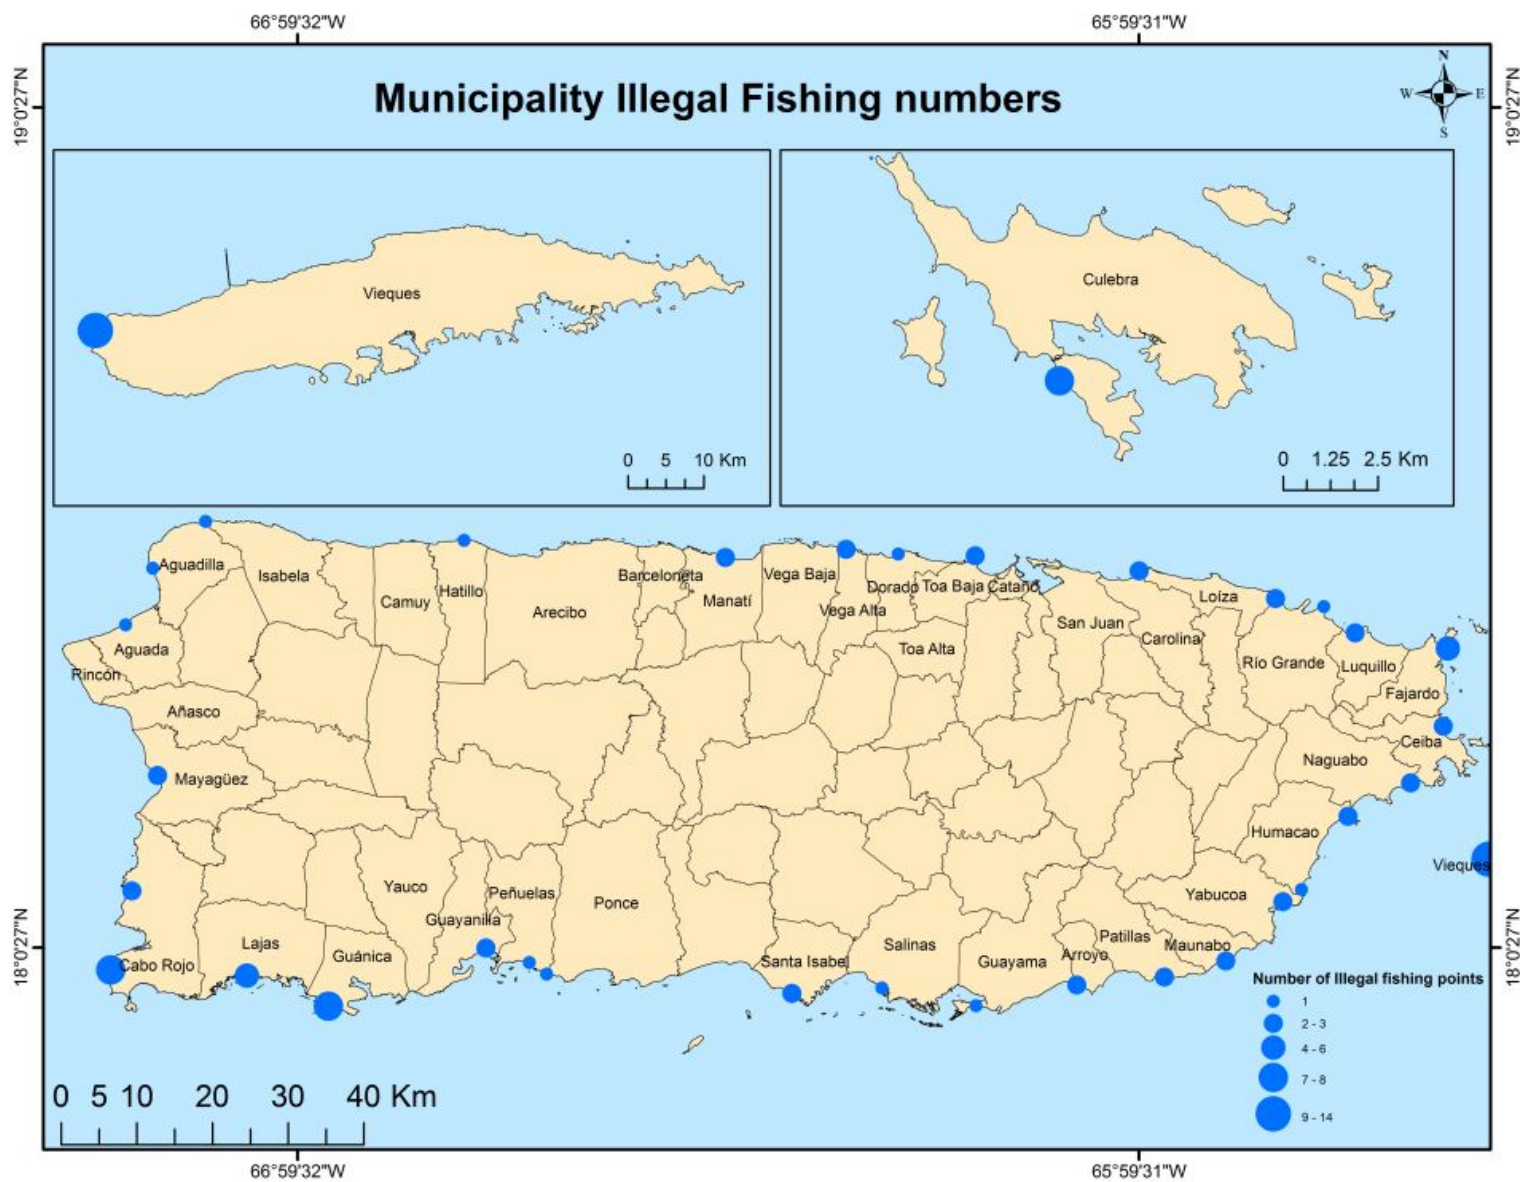 66°59'32"W 65°59'31"W
19°0'27"N 19°0'27"N
Municipality Illegal Fishing numbers
N
W E
S
Vieques
0 5 10 Km
Culebra
0 1.25 2.5 Km
Aguadilla
Isabela
Camuy
Hatillo
Arecibo
Barceloneta
Manatí
Vega Baja
Vega Alta
Dorado
Toa Baja
Cataño
Toa Alta
San Juan
Carolina
Loíza
Río Grande
Luquillo
Fajardo
Ceiba
Aguada
Rincón
Añasco
Mayagüez
Naguabo
Humacao
Vieques
Yabucoa
Yauco
Peñuelas
Guayanilla
Ponce
Cabo Rojo
Lajas
Guánica
Santa Isabel
Salinas
Guayama
Arroyo
Patillas
Maunabo
18°0'27"N 18°0'27"N
Number of Illegal fishing points
1
2 - 3
4 - 6
7 - 8
9 - 14
0 5 10 20 30 40 Km
66°59'32"W 65°59'31"W